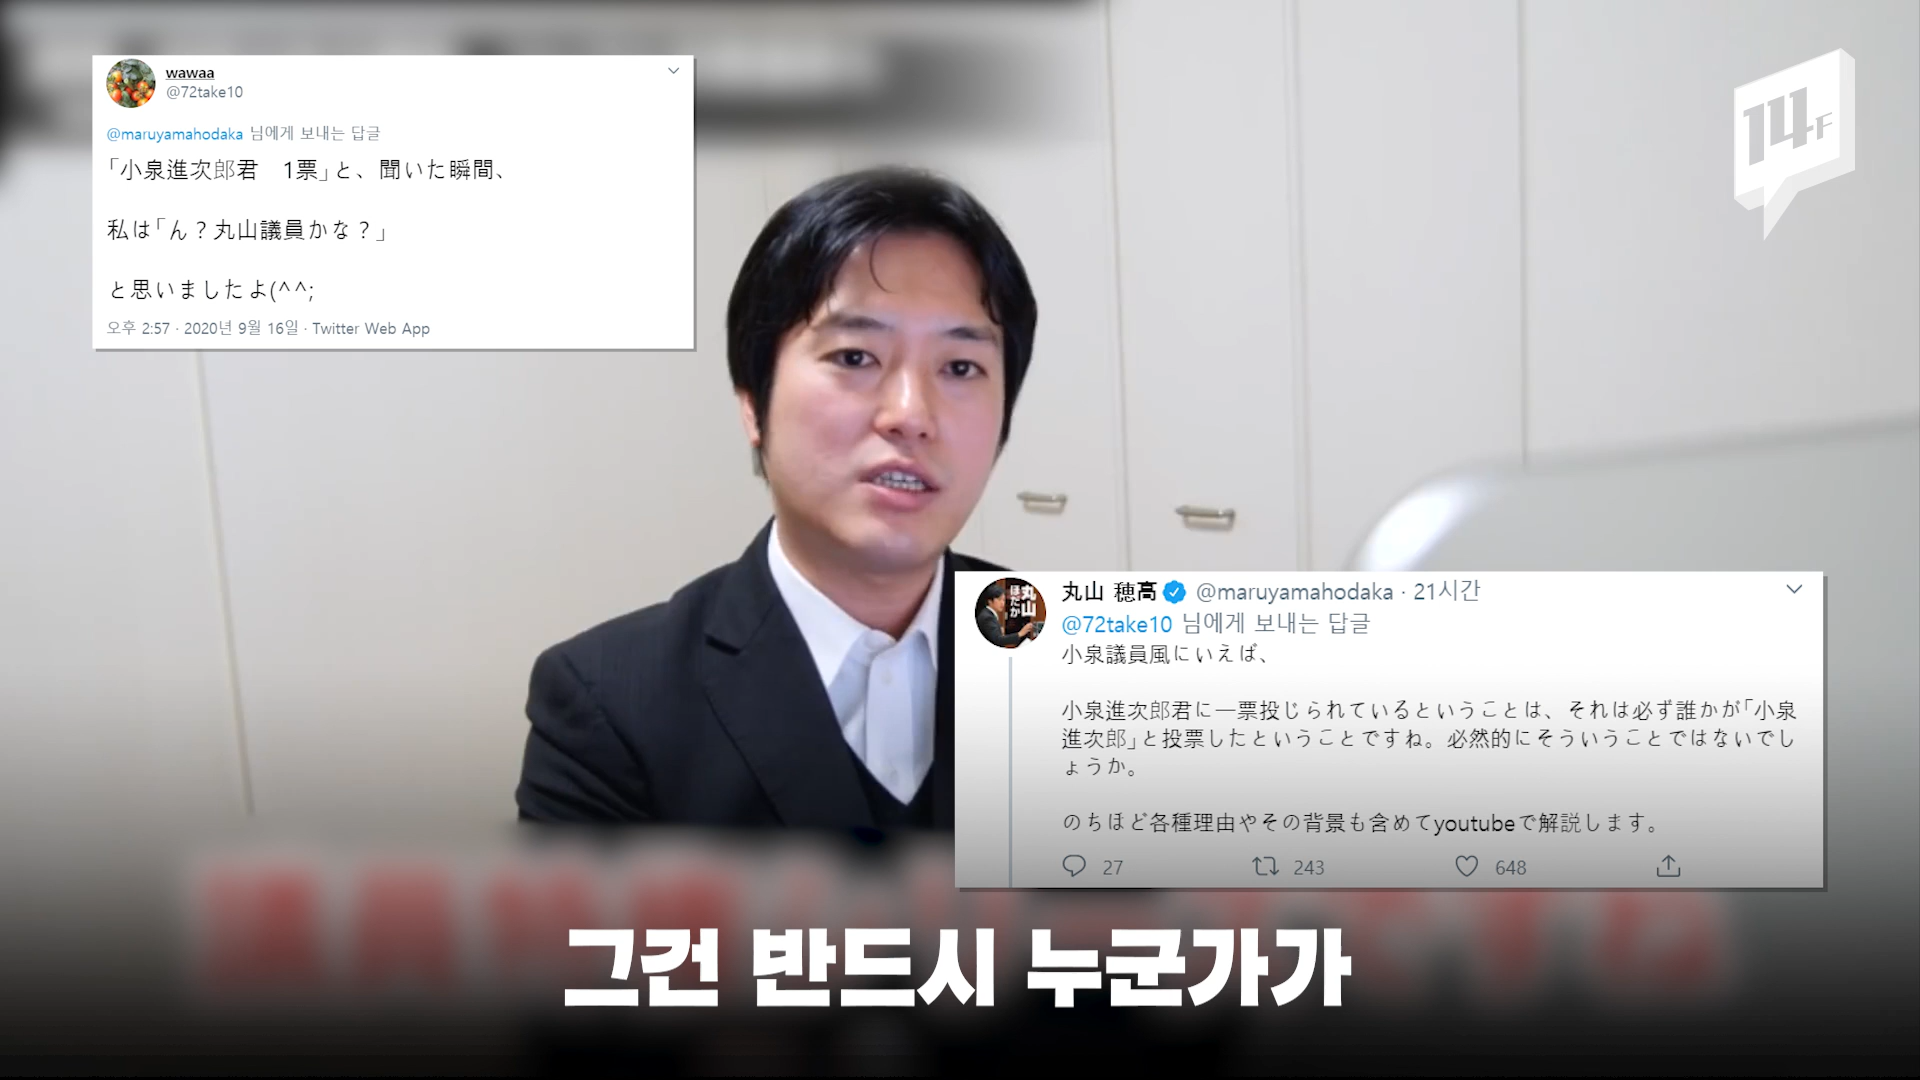 wawaa
@72take10
@maruyamahodaka 님에게 보내는 답글
「小泉進次郎君　1票」と、聞いた瞬間、
私は「ん？丸山議員かな？」
と思いましたよ(^^;
오후 2:57 · 2020년 9월 16일 · Twitter Web App
14F
丸山 穂高 @maruyamahodaka · 21시간
丸山
ほだか
@72take10 님에게 보내는 답글
小泉議員風にいえば、
小泉進次郎君に一票投じられているということは、それは必ず誰かが「小泉
進次郎」と投票したということですね。必然的にそういうことではないでし
ょうか。
のちほど各種理由やその背景も含めてyoutubeで解説します。
27 243 648
그건 반드시 누군가가